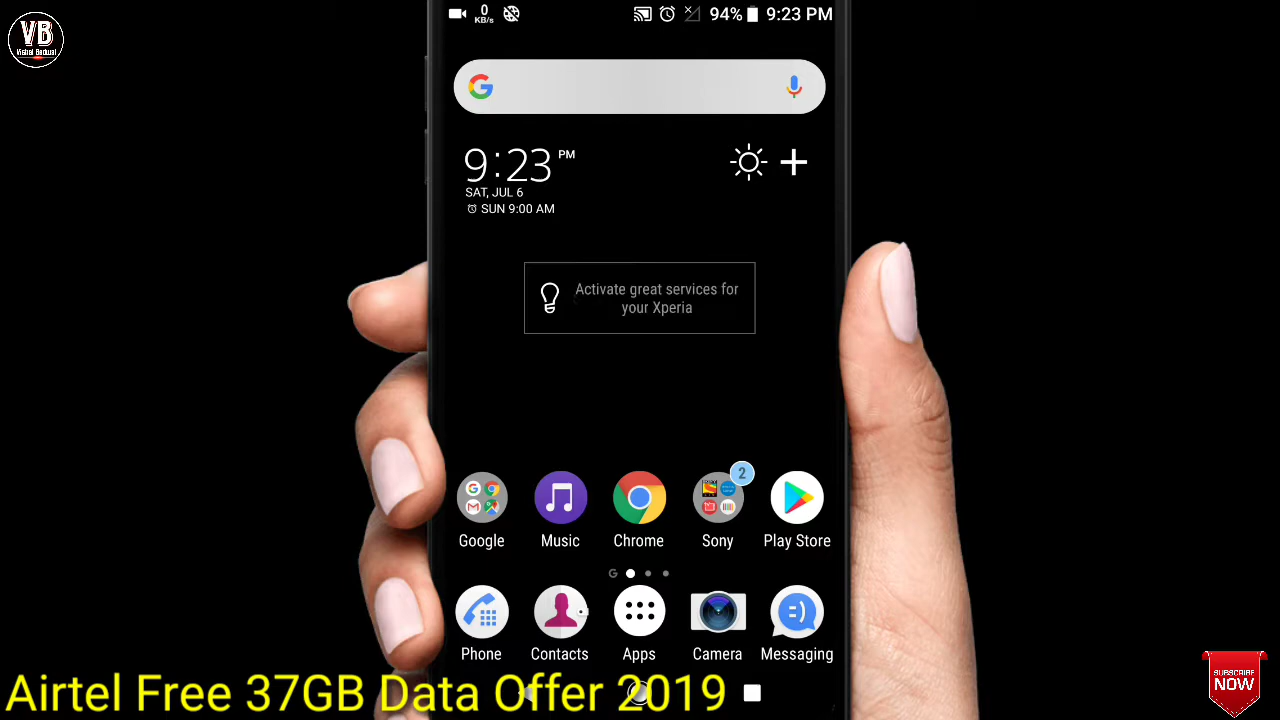 VB
Vishal Badwal
0
KB/s
94%
9:23 PM
G
9:23 PM
SAT, JUL 6
SUN 9:00 AM
Activate great services for
your Xperia
2
Google
Music
Chrome
Sony
Play Store
G
Phone
Contacts
Apps
Camera
Messaging
Airtel Free 37GB Data Offer 2019
SUBSCRIBE
NOW